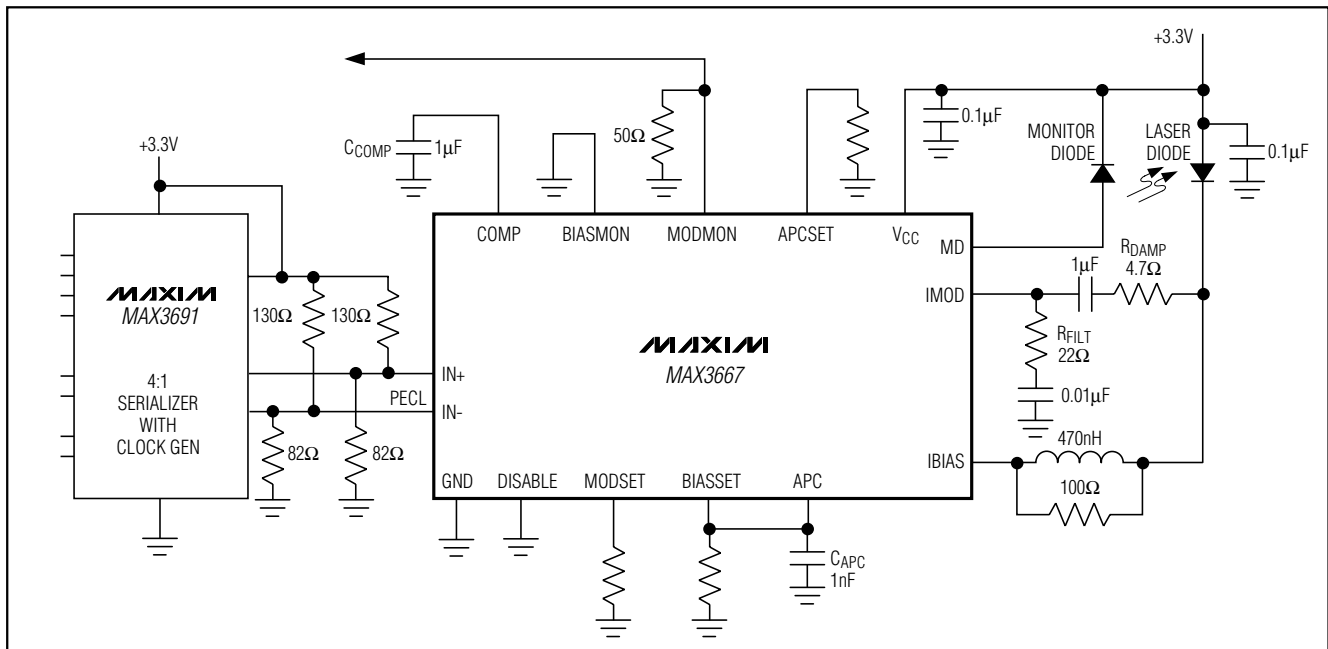 +3.3V
0.1µF
MONITOR
DIODE
LASER
DIODE
0.1µF
50Ω
CCOMP
1µF
+3.3V
COMP
BIASMON
MODMON
APCSET
VCC
MD
RDAMP
4.7Ω
1µF
IMOD
MAXIM
MAX3691
130Ω
130Ω
MAXIM
MAX3667
RFILT
22Ω
0.01µF
4:1
SERIALIZER
WITH
CLOCK GEN
PECL
IN+
IN-
82Ω
82Ω
470nH
IBIAS
100Ω
GND
DISABLE
MODSET
BIASSET
APC
CAPC
1nF